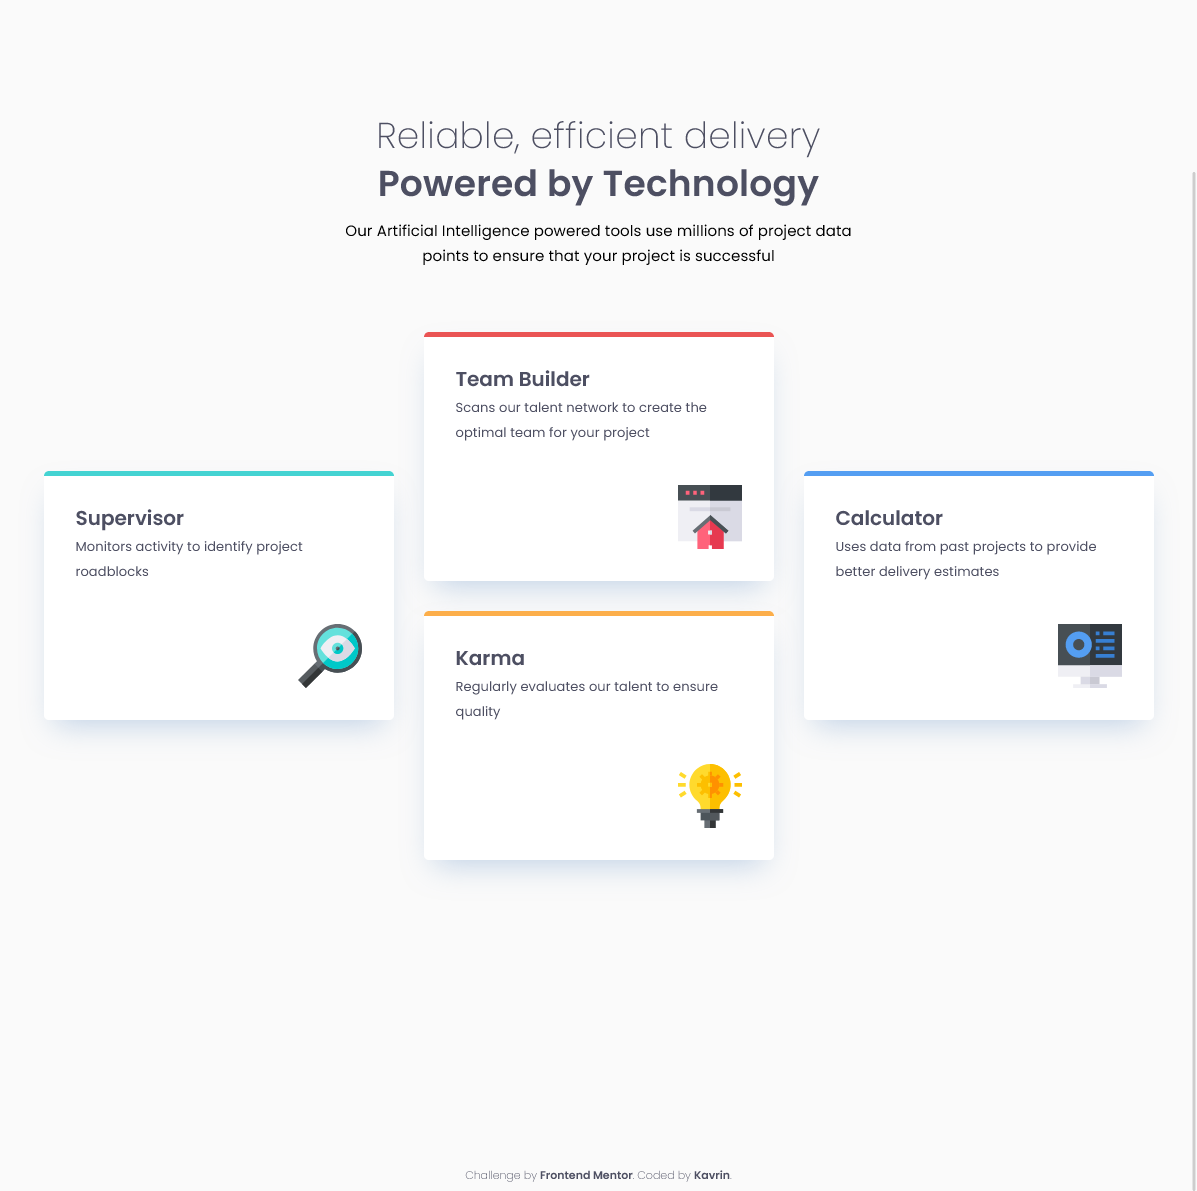 Reliable, efficient delivery
Powered by Technology
Our Artificial Intelligence powered tools use millions of project data
points to ensure that your project is successful
Team Builder
Scans our talent network to create the
optimal team for your project
Supervisor
Monitors activity to identify project
roadblocks
Calculator
Uses data from past projects to provide
better delivery estimates
Karma
Regularly evaluates our talent to ensure
quality
Challenge by Frontend Mentor. Coded by Kavrin.